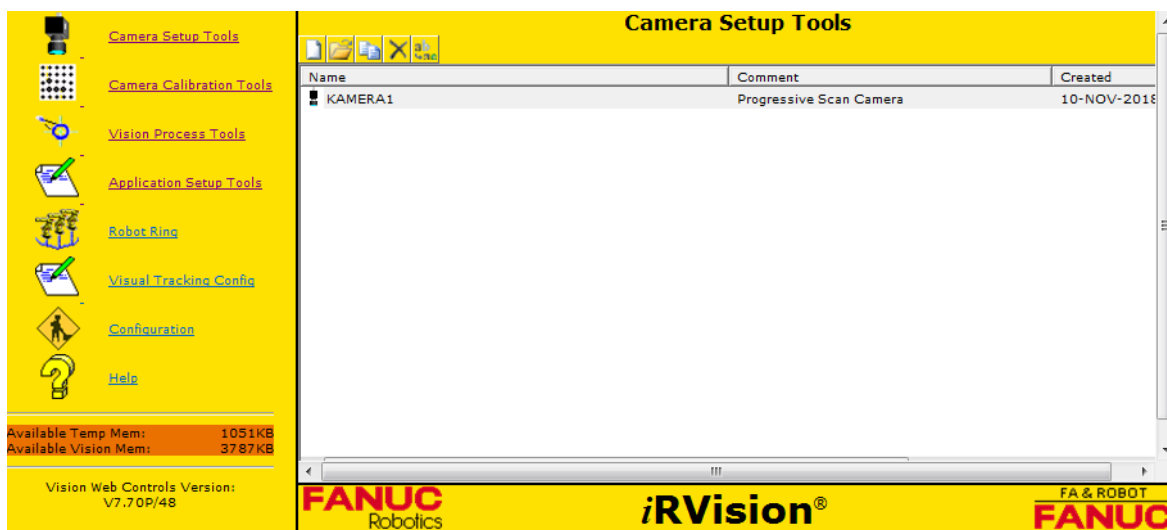 Camera Setup Tools
Camera Calibration Tools
Vision Process Tools
Application Setup Tools
Robot Ring
Visual Tracking Config
Configuration
Help
Available Temp Mem: 1051KB
Available Vision Mem: 3787KB
Vision Web Controls Version:
V7.70P/48
Camera Setup Tools
Name Comment Created
KAMERA1 Progressive Scan Camera 10-NOV-2018
FANUC
Robotics
iRVision®
FA & ROBOT
FANUC